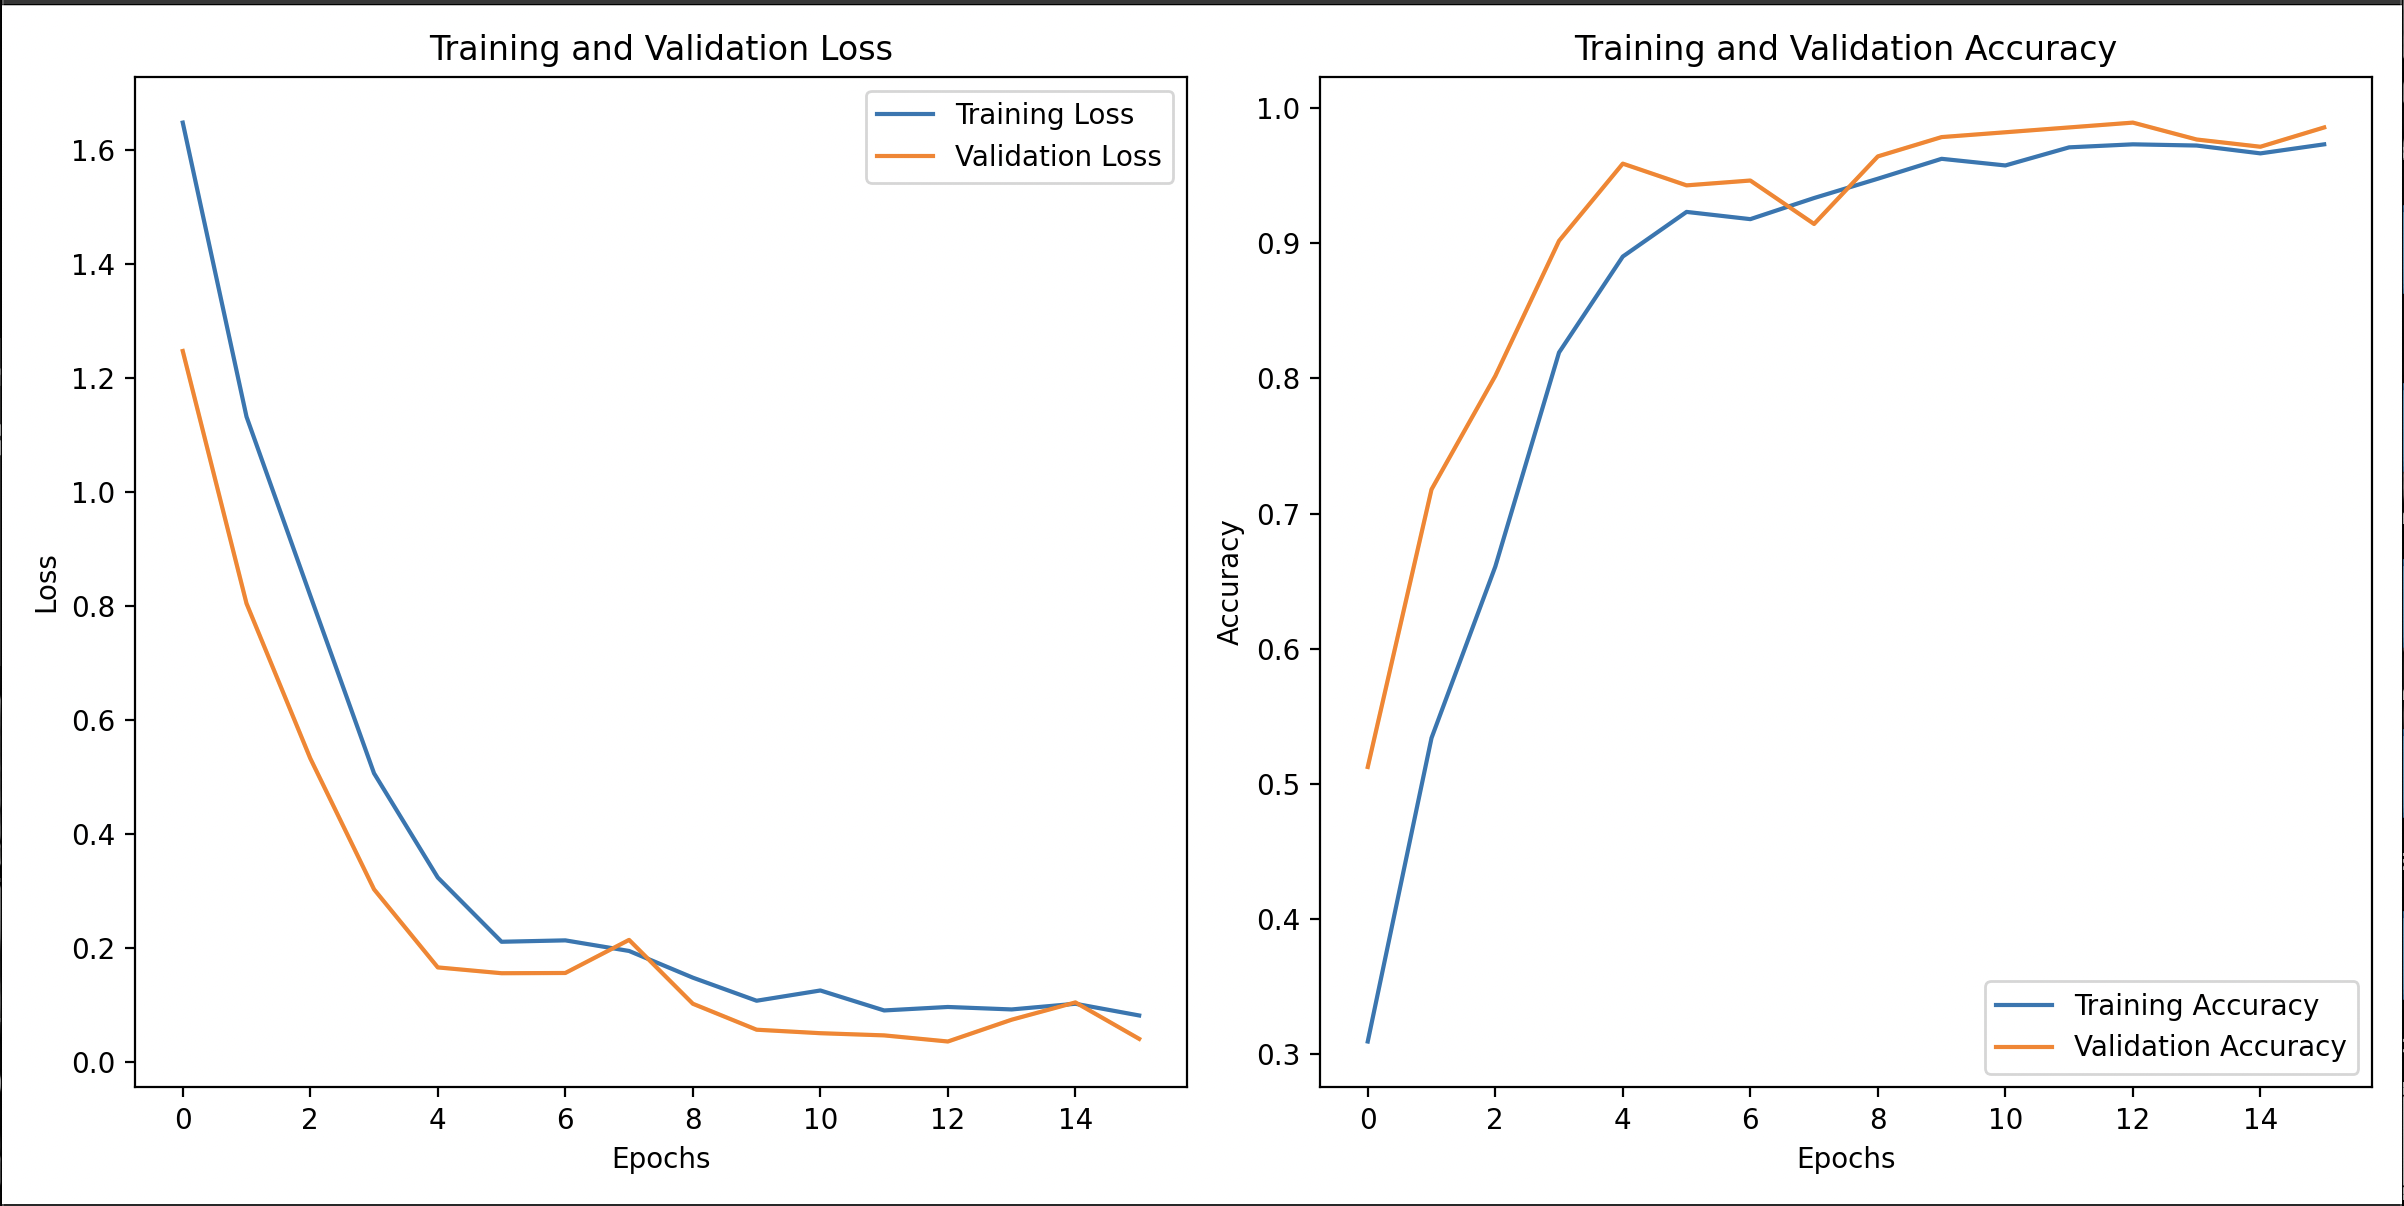 Training and Validation Loss
Training Loss
Validation Loss
1.6
1.4
1.2
1.0
0.8
0.6
0.4
0.2
0.0
Loss
0 2 4 6 8 10 12 14
Epochs
Training and Validation Accuracy
1.0
0.9
0.8
0.7
0.6
0.5
0.4
0.3
Accuracy
Training Accuracy
Validation Accuracy
0 2 4 6 8 10 12 14
Epochs